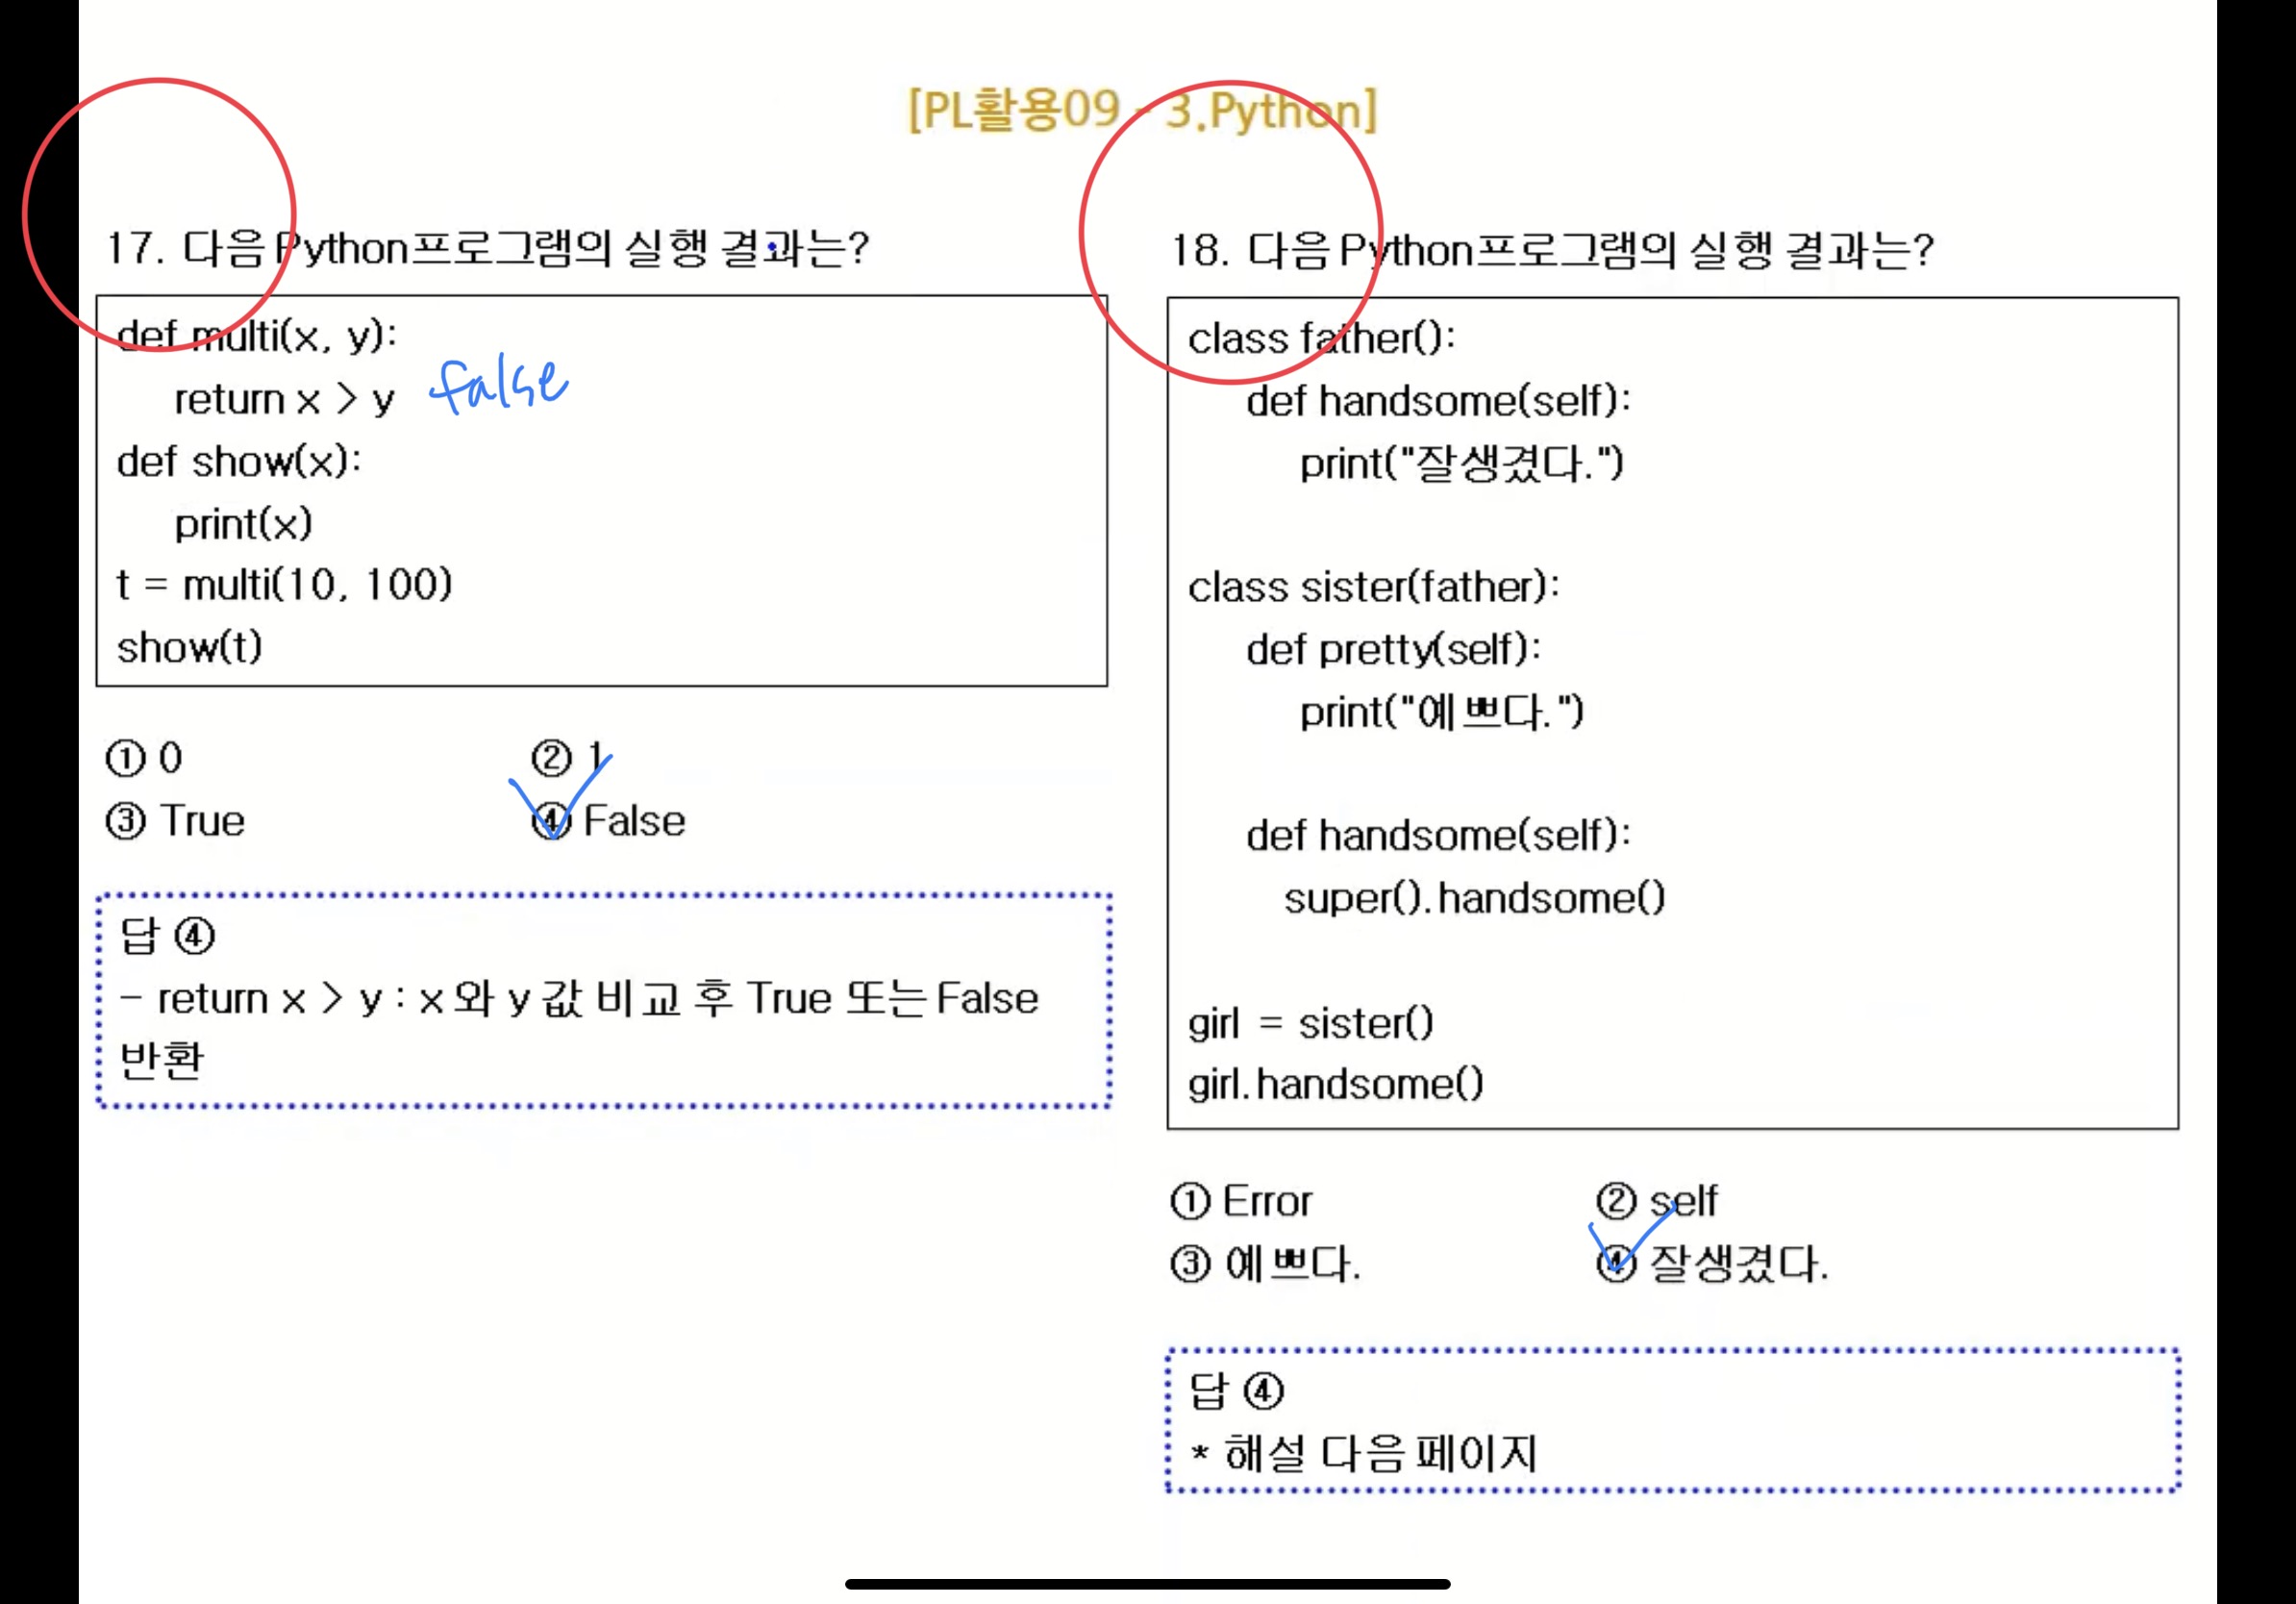 [PL활용09 - 3.Python]
17. 다음 Python프로그램의 실행 결과는?
def multi(x, y):
return x > y false
def show(x):
print(x)
t = multi(10, 100)
show(t)
① 0 ② 1
③ True ④ False
답 ④
- return x > y : x 와 y 값 비교 후 True 또는 False
반환
18. 다음 Python프로그램의 실행 결과는?
class father():
def handsome(self):
print("잘생겼다.")
class sister(father):
def pretty(self):
print("예쁘다.")
def handsome(self):
super().handsome()
girl = sister()
girl.handsome()
① Error ② self
③ 예쁘다. ④ 잘생겼다.
답 ④
* 해설 다음 페이지